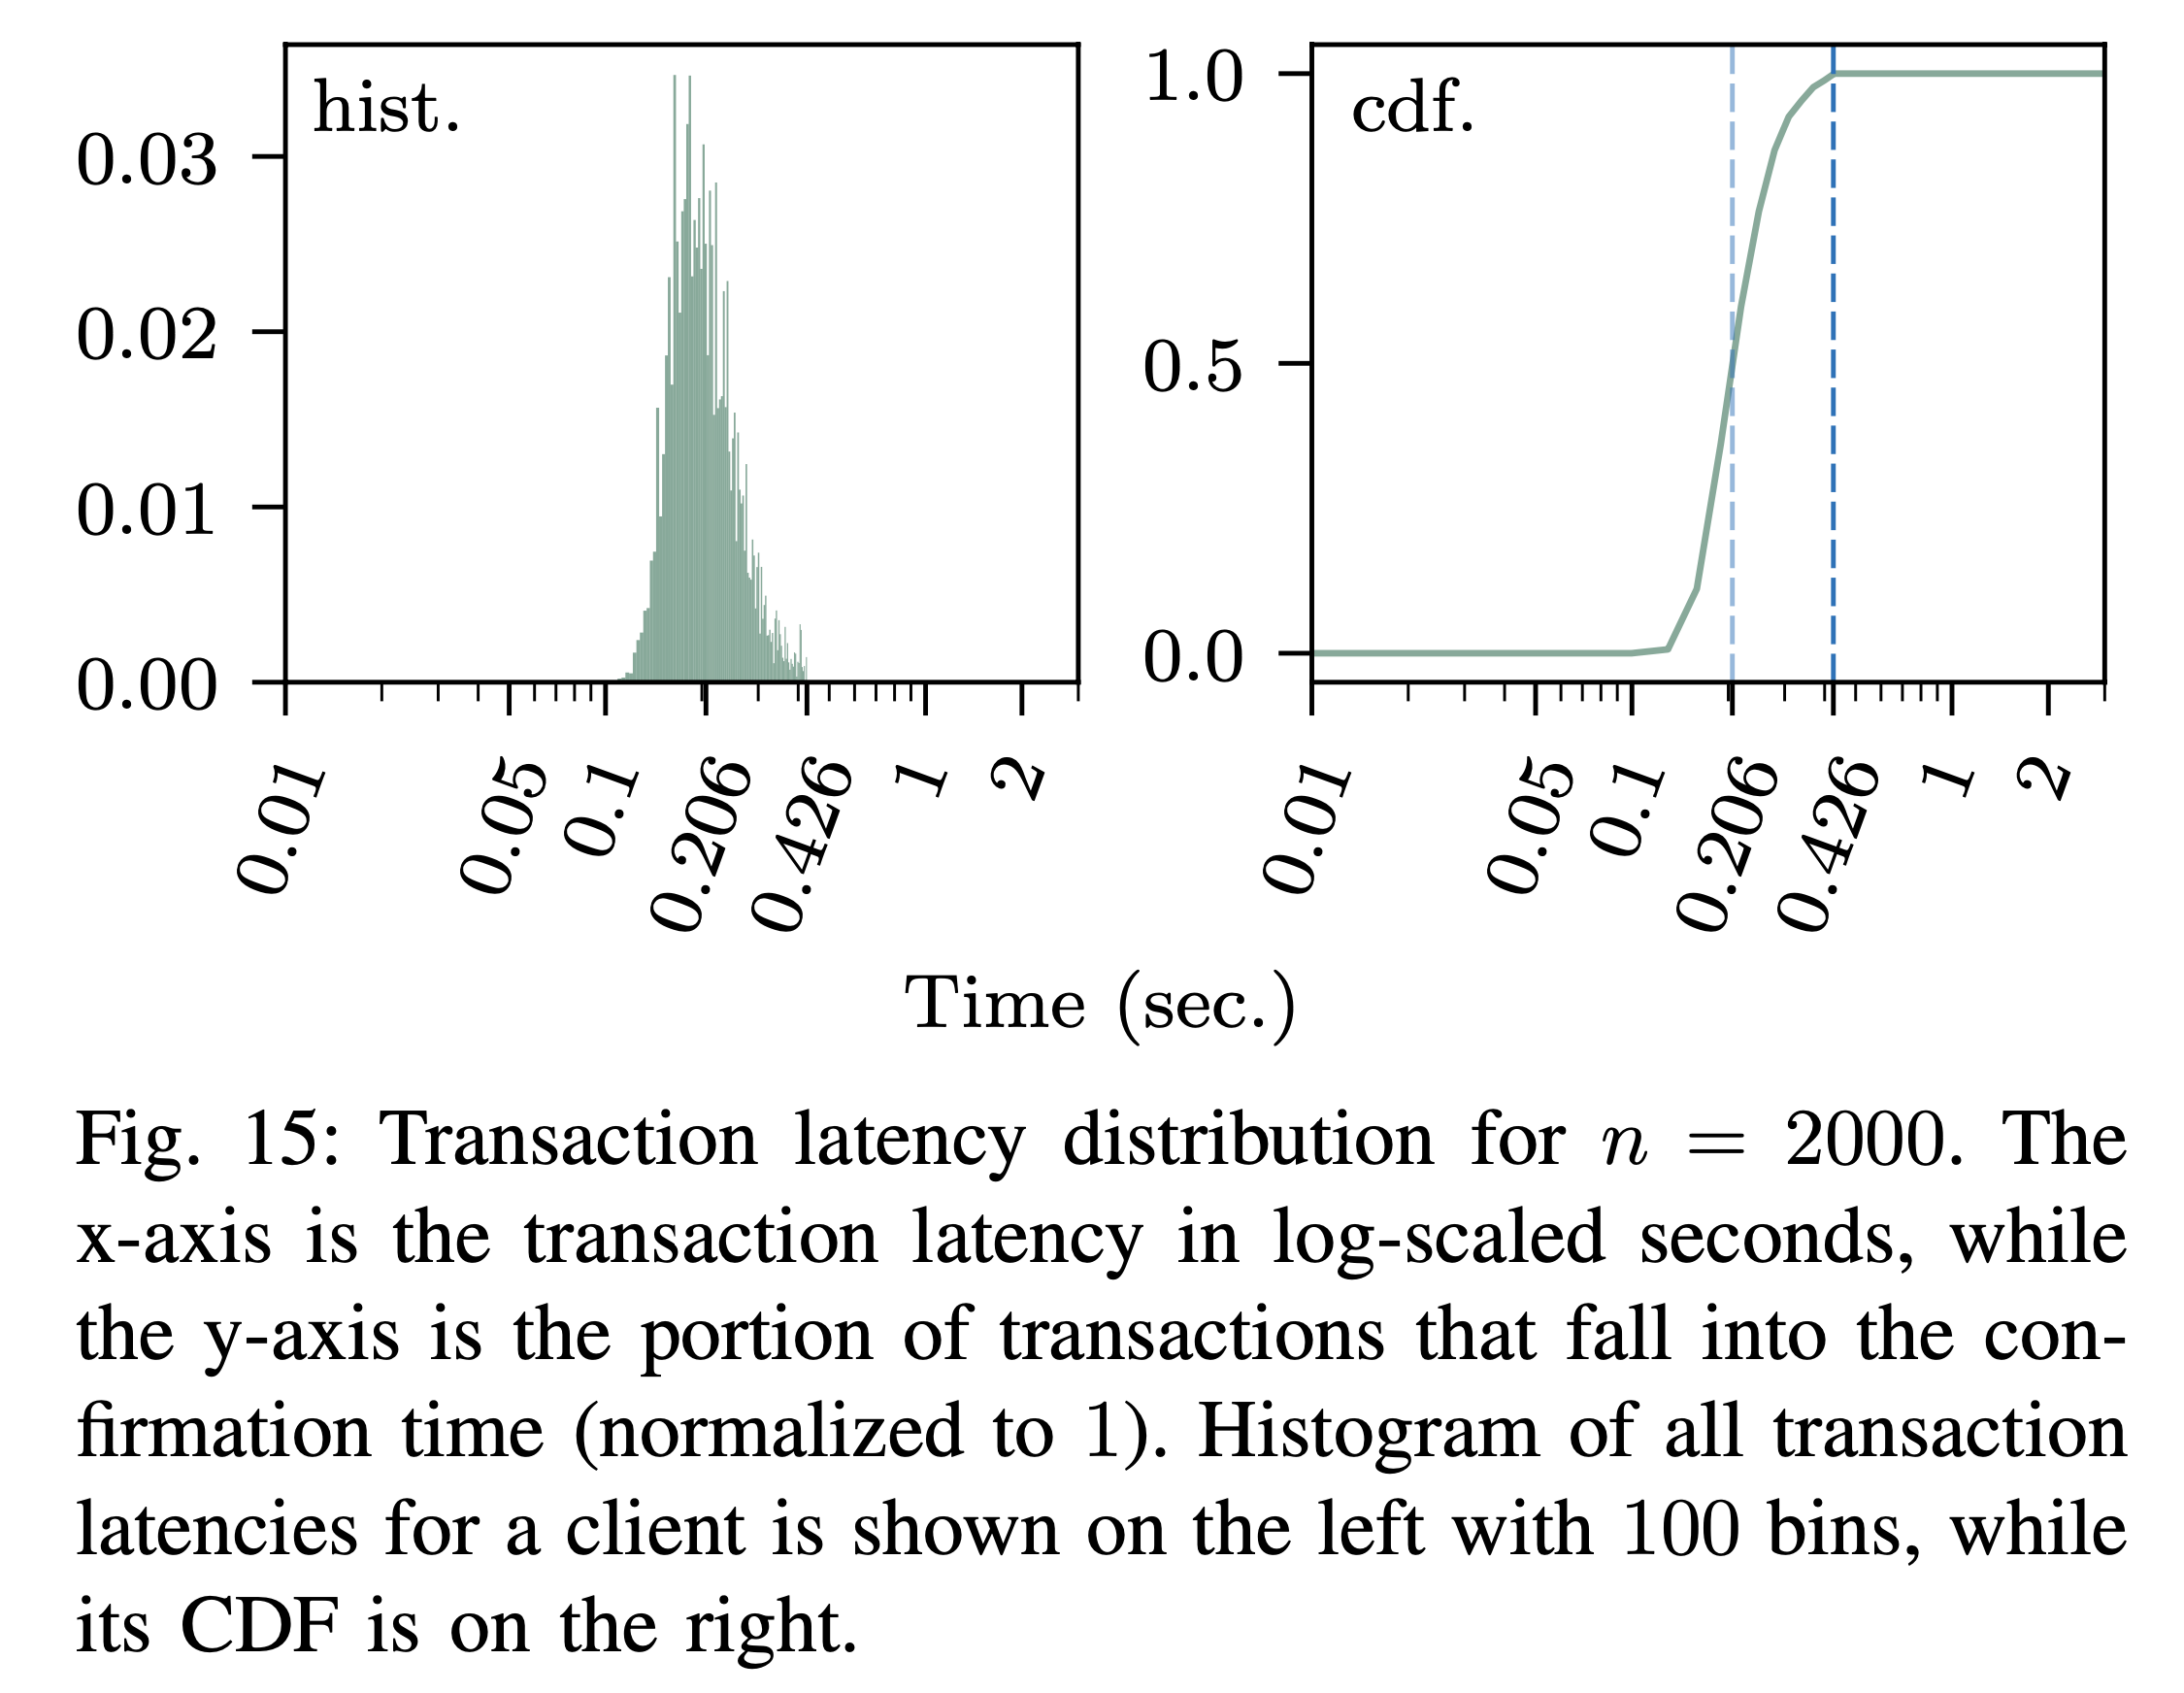 hist.
0.03
0.02
0.01
0.00
0.01
0.05
0.1
0.206
0.426
1
2
cdf.
1.0
0.5
0.0
0.01
0.05
0.1
0.206
0.426
1
2
Time (sec.)
Fig. 15: Transaction latency distribution for n = 2000. The
x-axis is the transaction latency in log-scaled seconds, while
the y-axis is the portion of transactions that fall into the con-
firmation time (normalized to 1). Histogram of all transaction
latencies for a client is shown on the left with 100 bins, while
its CDF is on the right.